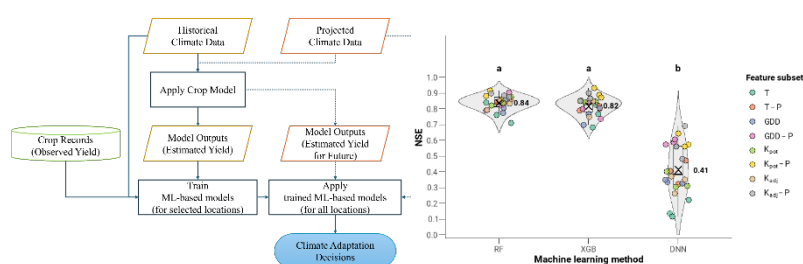 Historical
Climate Data
Projected
Climate Data
Apply Crop Model
Crop Records
(Observed Yield)
Model Outputs
(Estimated Yield)
Model Outputs
(Estimated Yield
for Future)
Train
ML-based models
(for selected locations)
Apply
trained ML-based models
(for all locations)
Climate Adaptation
Decisions
a
a
b
NSE
1.0
0.9
0.8
0.7
0.6
0.5
0.4
0.3
0.2
0.1
0.0
0.84
0.82
0.41
RF
XGB
DNN
Machine learning method
Feature subset
T
T - P
GDD
GDD - P
Kpet
Kpet - P
Kadj
Kadj - P